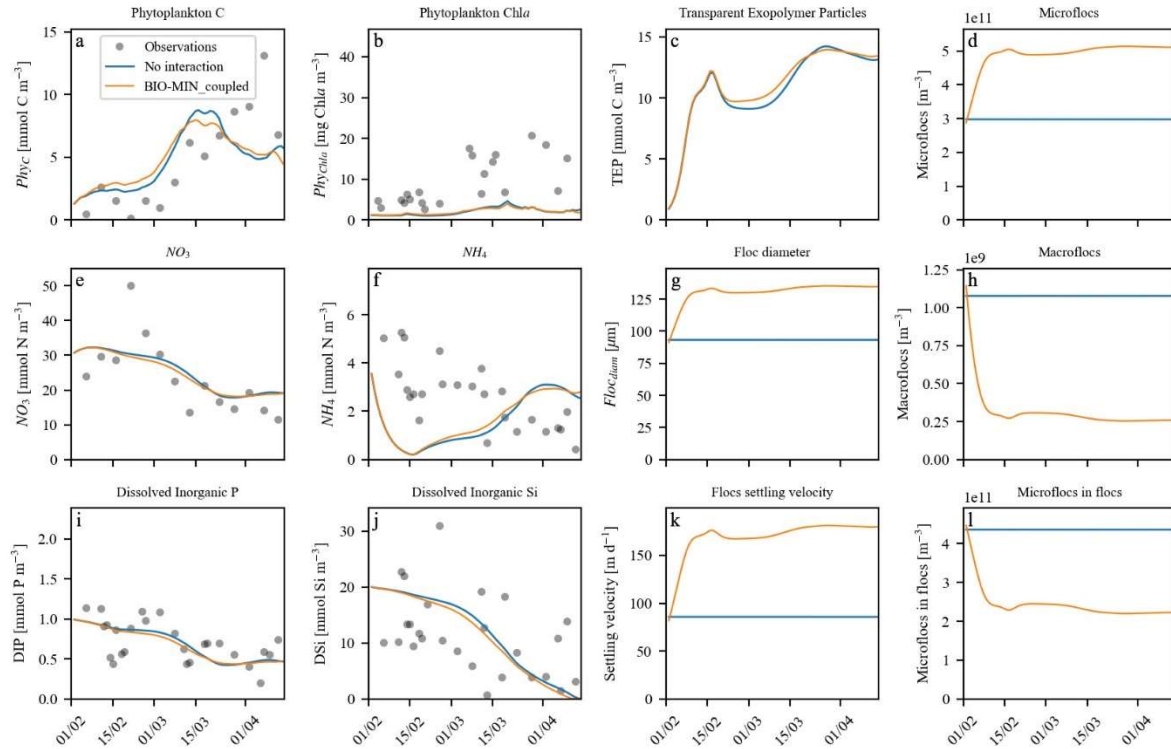 Phytoplankton C
a
15
10
5
0
Phy_C [mmol C m⁻³]
Observations
No interaction
BIO-MIN_coupled
Phytoplankton Chla
b
40
30
20
10
0
Phy_Chla [mg Chla m⁻³]
Transparent Exopolymer Particles
c
15
10
5
0
TEP [mmol C m⁻³]
Microflocs
1e11
d
5
4
3
2
1
0
Microflocs [m⁻³]
NO₃
e
50
40
30
20
10
0
NO₃ [mmol N m⁻³]
NH₄
f
6
4
2
0
NH₄ [mmol N m⁻³]
Floc diameter
g
125
100
75
50
25
0
Floc_diam [μm]
Macroflocs
1e9
h
1.25
1.00
0.75
0.50
0.25
0.00
Macroflocs [m⁻³]
Dissolved Inorganic P
i
2.0
1.5
1.0
0.5
0.0
DIP [mmol P m⁻³]
01/02
15/02
01/03
15/03
01/04
Dissolved Inorganic Si
j
30
20
10
0
DSi [mmol Si m⁻³]
01/02
15/02
01/03
15/03
01/04
Flocs settling velocity
k
150
100
50
0
Settling velocity [m d⁻¹]
01/02
15/02
01/03
15/03
01/04
Microflocs in flocs
1e11
l
4
3
2
1
0
Microflocs in flocs [m⁻³]
01/02
15/02
01/03
15/03
01/04